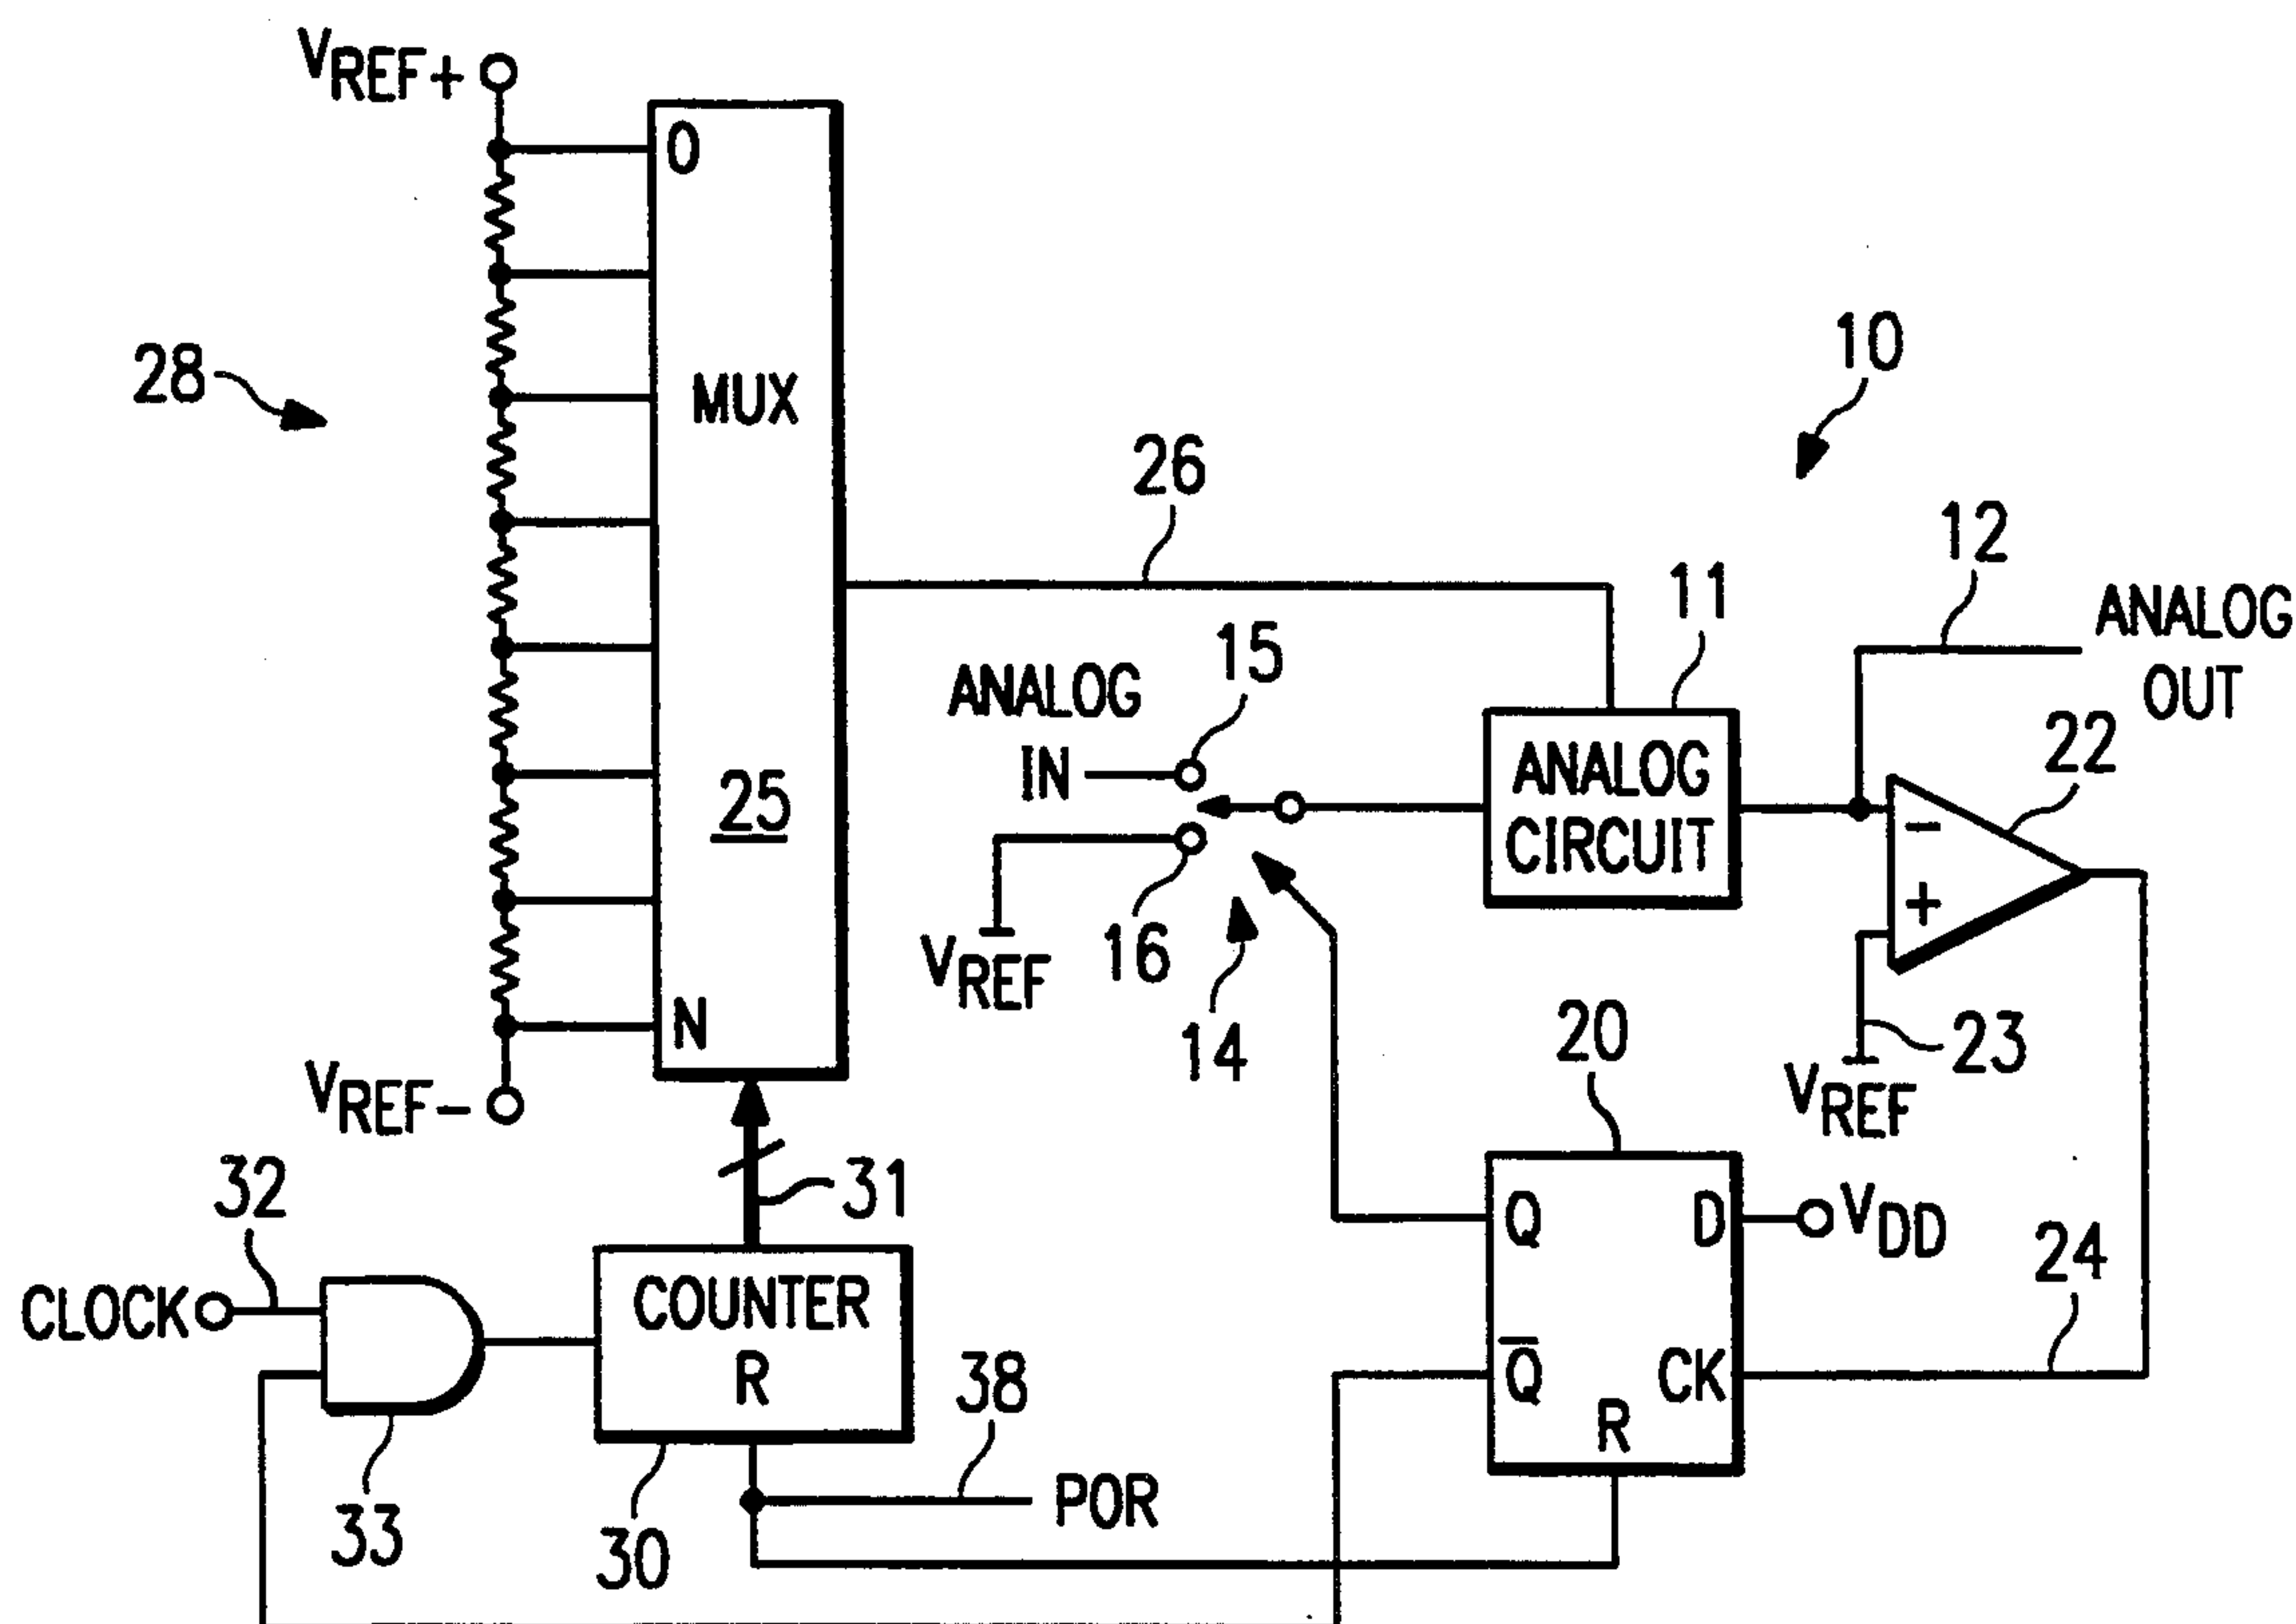 VREF+
0
MUX
28
10
26
12
11
ANALOG
OUT
15
ANALOG
IN
22
ANALOG
CIRCUIT
25
−
+
VREF
16
14
N
20
23
VREF
VREF−
31
32
Q
D
VDD
24
CLOCK
COUNTER
R
38
Q̅
CK
R
POR
33
30